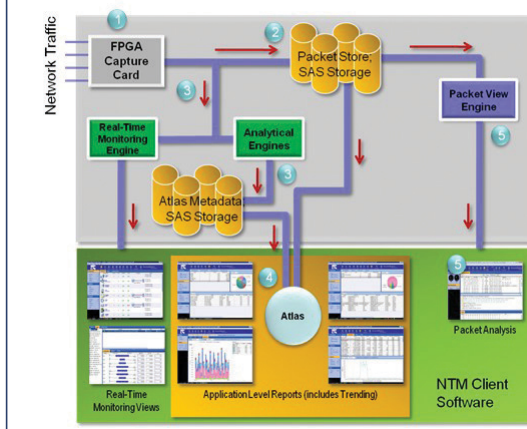 Network Traffic
1
FPGA
Capture
Card
2
Packet Store;
SAS Storage
3
Packet View
Engine
5
Real-Time
Monitoring
Engine
Analytical
Engines
3
Atlas Metadata;
SAS Storage
4
Atlas
5
Packet Analysis
Real-Time
Monitoring Views
Application Level Reports (includes Trending)
NTM Client
Software